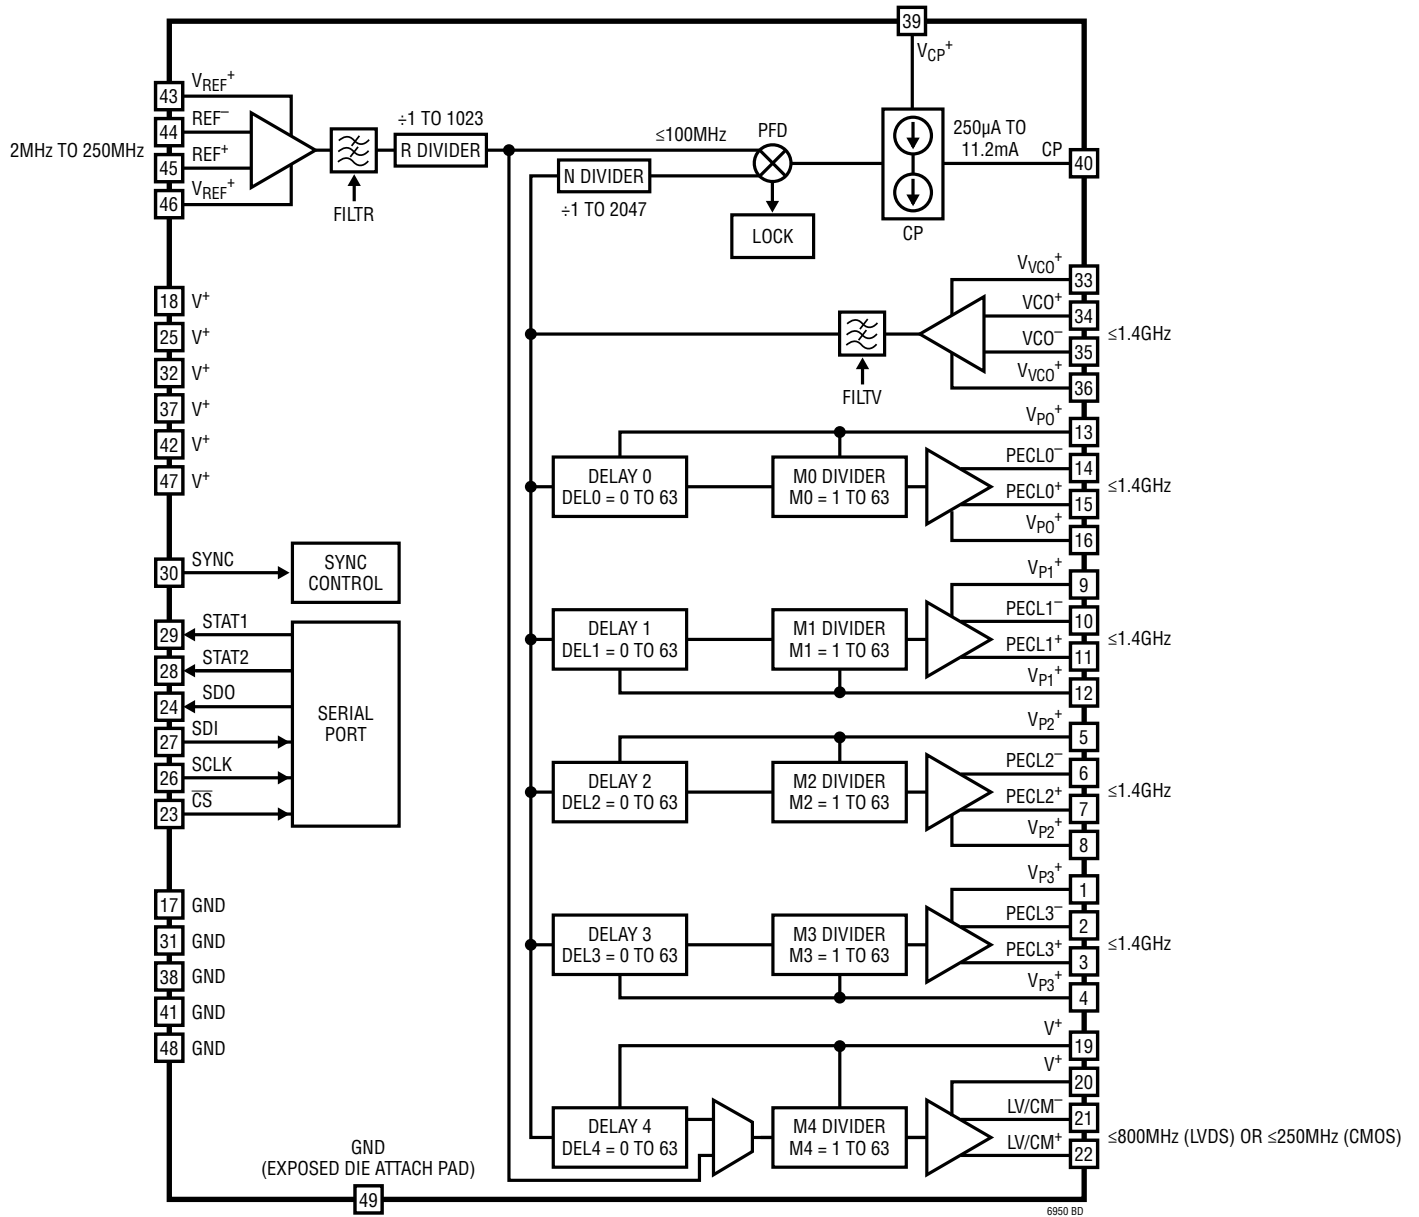 39
VCP+
43
VREF+
44
REF–
2MHz TO 250MHz
45
REF+
46
VREF+
FILTR
÷1 TO 1023
R DIVIDER
≤100MHz
PFD
N DIVIDER
÷1 TO 2047
LOCK
CP
250µA TO
11.2mA
CP
40
VVCO+
33
VCO+
34
≤1.4GHz
VCO–
35
VVCO+
36
FILTV
18
V+
25
V+
32
V+
37
V+
42
V+
47
V+
VP0+
13
DELAY 0
DEL0 = 0 TO 63
M0 DIVIDER
M0 = 1 TO 63
PECL0–
14
≤1.4GHz
PECL0+
15
VP0+
16
30
SYNC
SYNC
CONTROL
VP1+
9
DELAY 1
DEL1 = 0 TO 63
M1 DIVIDER
M1 = 1 TO 63
PECL1–
10
≤1.4GHz
PECL1+
11
VP1+
12
29
STAT1
28
STAT2
24
SDO
27
SDI
26
SCLK
23
CS
SERIAL
PORT
VP2+
5
DELAY 2
DEL2 = 0 TO 63
M2 DIVIDER
M2 = 1 TO 63
PECL2–
6
≤1.4GHz
PECL2+
7
VP2+
8
17
GND
31
GND
38
GND
41
GND
48
GND
VP3+
1
DELAY 3
DEL3 = 0 TO 63
M3 DIVIDER
M3 = 1 TO 63
PECL3–
2
≤1.4GHz
PECL3+
3
VP3+
4
V+
19
V+
20
DELAY 4
DEL4 = 0 TO 63
M4 DIVIDER
M4 = 1 TO 63
LV/CM–
21
≤800MHz (LVDS) OR ≤250MHz (CMOS)
LV/CM+
22
GND
(EXPOSED DIE ATTACH PAD)
49
6950 BD